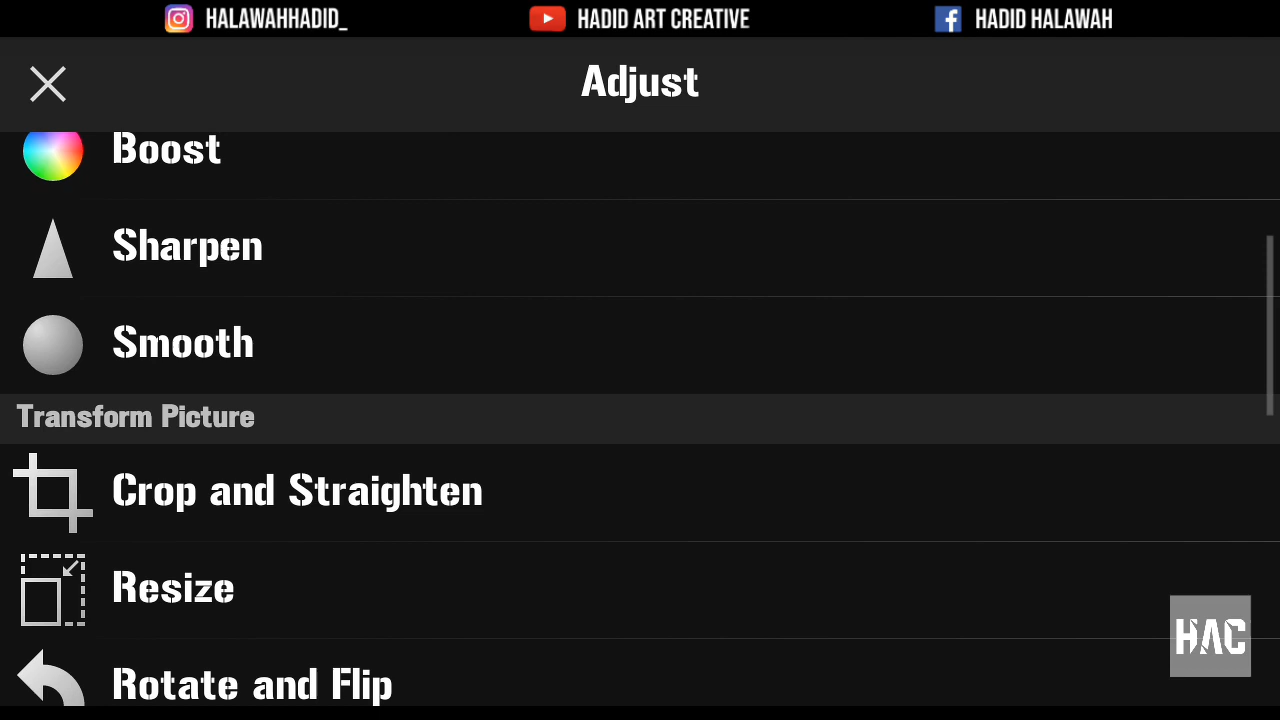 HALAWAHHADID_ HADID ART CREATIVE HADID HALAWAH
Adjust
Boost
Sharpen
Smooth
Transform Picture
Crop and Straighten
Resize
HAC
Rotate and Flip